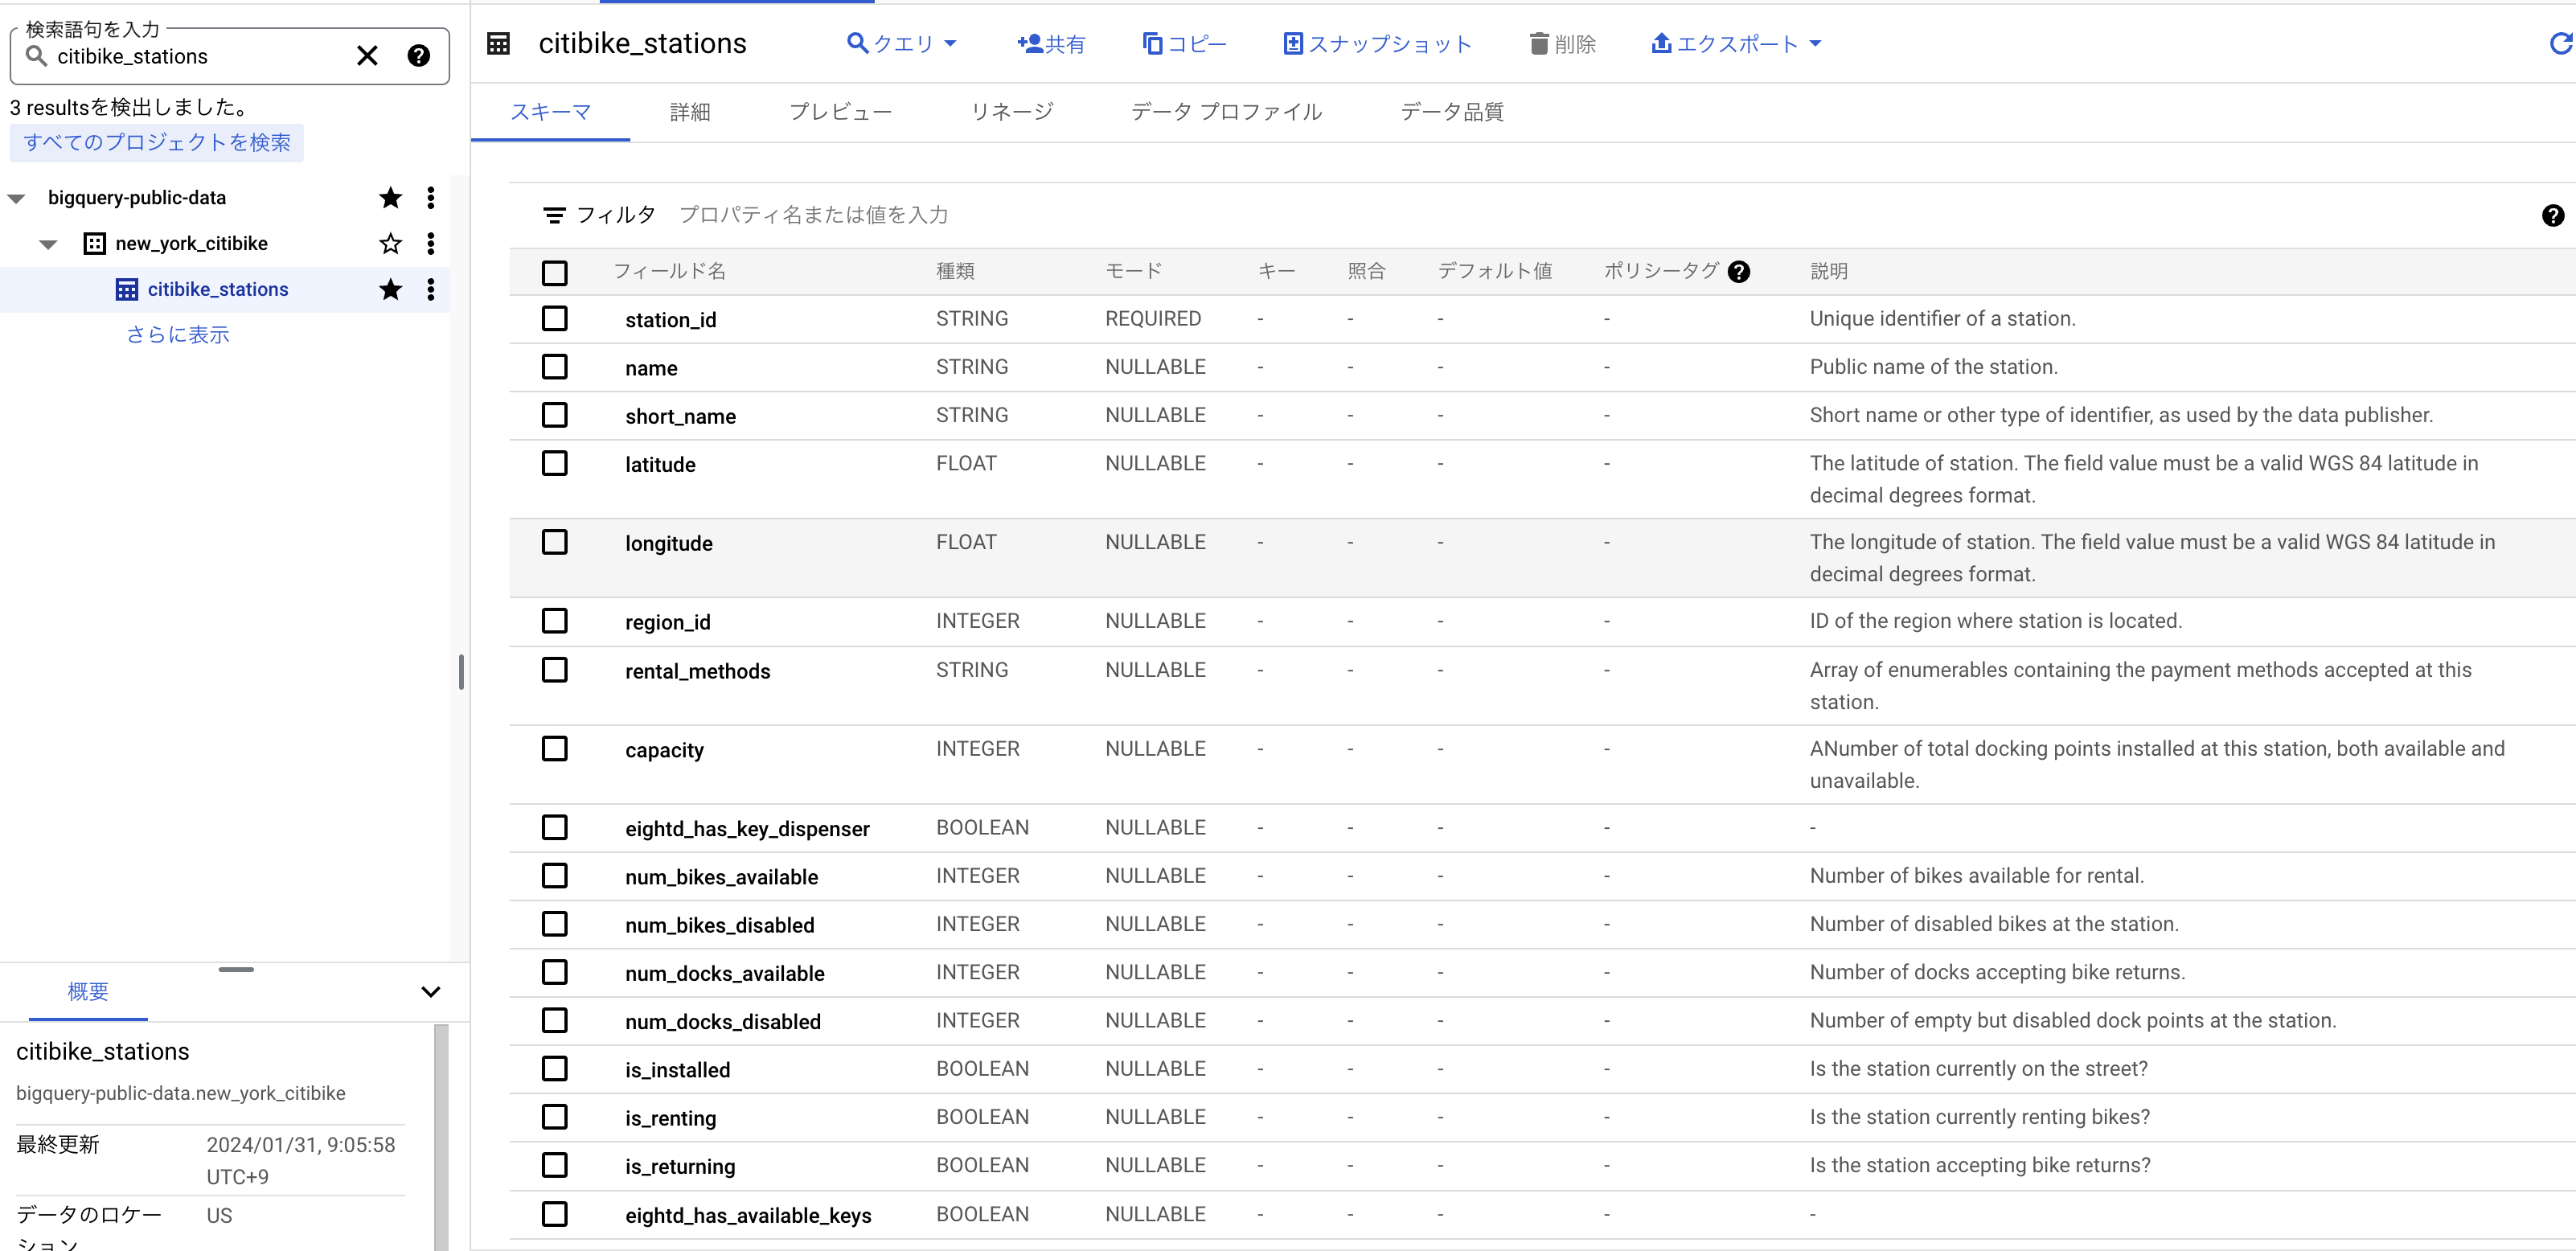 検索語句を入力
citibike_stations
3 resultsを検出しました。
すべてのプロジェクトを検索
bigquery-public-data
new_york_citibike
citibike_stations
さらに表示
概要
citibike_stations
bigquery-public-data.new_york_citibike
最終更新 2024/01/31, 9:05:58
UTC+9
データのロケー US
ション
citibike_stations クエリ 共有 コピー スナップショット 削除 エクスポート
スキーマ 詳細 プレビュー リネージ データ プロファイル データ品質
フィルタ プロパティ名または値を入力
フィールド名 種類 モード キー 照合 デフォルト値 ポリシータグ 説明
station_id STRING REQUIRED - - - - Unique identifier of a station.
name STRING NULLABLE - - - - Public name of the station.
short_name STRING NULLABLE - - - - Short name or other type of identifier, as used by the data publisher.
latitude FLOAT NULLABLE - - - - The latitude of station. The field value must be a valid WGS 84 latitude in
decimal degrees format.
longitude FLOAT NULLABLE - - - - The longitude of station. The field value must be a valid WGS 84 latitude in
decimal degrees format.
region_id INTEGER NULLABLE - - - - ID of the region where station is located.
rental_methods STRING NULLABLE - - - - Array of enumerables containing the payment methods accepted at this
station.
capacity INTEGER NULLABLE - - - - ANumber of total docking points installed at this station, both available and
unavailable.
eightd_has_key_dispenser BOOLEAN NULLABLE - - - - -
num_bikes_available INTEGER NULLABLE - - - - Number of bikes available for rental.
num_bikes_disabled INTEGER NULLABLE - - - - Number of disabled bikes at the station.
num_docks_available INTEGER NULLABLE - - - - Number of docks accepting bike returns.
num_docks_disabled INTEGER NULLABLE - - - - Number of empty but disabled dock points at the station.
is_installed BOOLEAN NULLABLE - - - - Is the station currently on the street?
is_renting BOOLEAN NULLABLE - - - - Is the station currently renting bikes?
is_returning BOOLEAN NULLABLE - - - - Is the station accepting bike returns?
eightd_has_available_keys BOOLEAN NULLABLE - - - - -